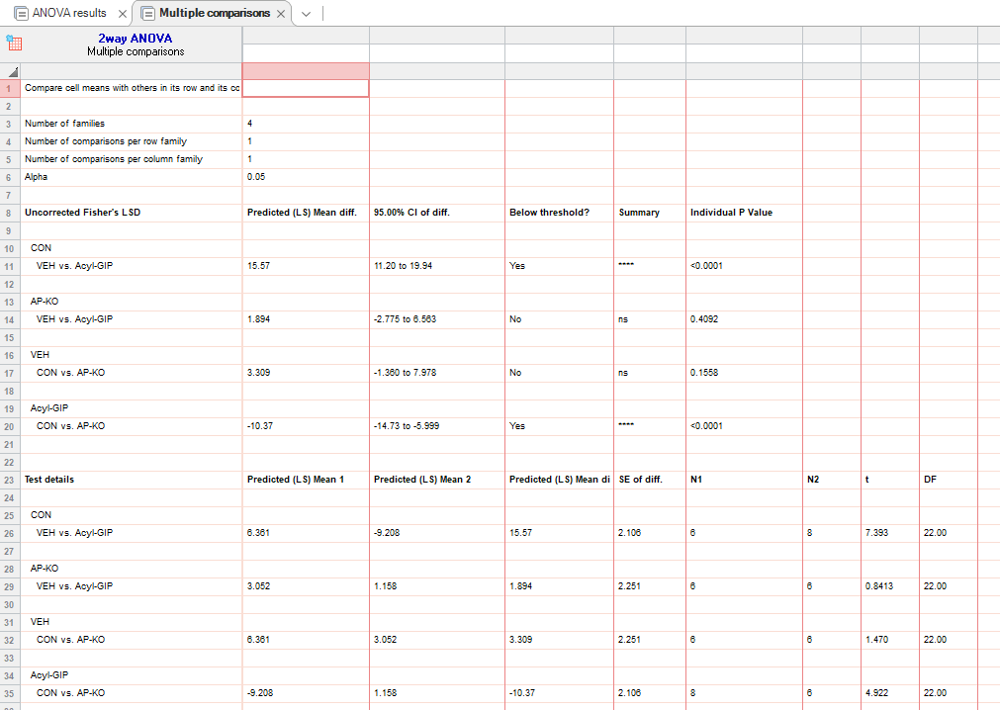 ANOVA results
Multiple comparisons
2way ANOVA
Multiple comparisons
1 Compare cell means with others in its row and its co
2
3 Number of families 4
4 Number of comparisons per row family 1
5 Number of comparisons per column family 1
6 Alpha 0.05
7
8 Uncorrected Fisher's LSD Predicted (LS) Mean diff. 95.00% CI of diff. Below threshold? Summary Individual P Value
9
10 CON
11 VEH vs. Acyl-GIP 15.57 11.20 to 19.94 Yes **** <0.0001
12
13 AP-KO
14 VEH vs. Acyl-GIP 1.894 -2.775 to 6.563 No ns 0.4092
15
16 VEH
17 CON vs. AP-KO 3.309 -1.360 to 7.978 No ns 0.1558
18
19 Acyl-GIP
20 CON vs. AP-KO -10.37 -14.73 to -5.999 Yes **** <0.0001
21
22
23 Test details Predicted (LS) Mean 1 Predicted (LS) Mean 2 Predicted (LS) Mean di SE of diff. N1 N2 t DF
24
25 CON
26 VEH vs. Acyl-GIP 6.361 -9.208 15.57 2.106 6 8 7.393 22.00
27
28 AP-KO
29 VEH vs. Acyl-GIP 3.052 1.158 1.894 2.251 6 6 0.8413 22.00
30
31 VEH
32 CON vs. AP-KO 6.361 3.052 3.309 2.251 6 6 1.470 22.00
33
34 Acyl-GIP
35 CON vs. AP-KO -9.208 1.158 -10.37 2.106 8 6 4.922 22.00